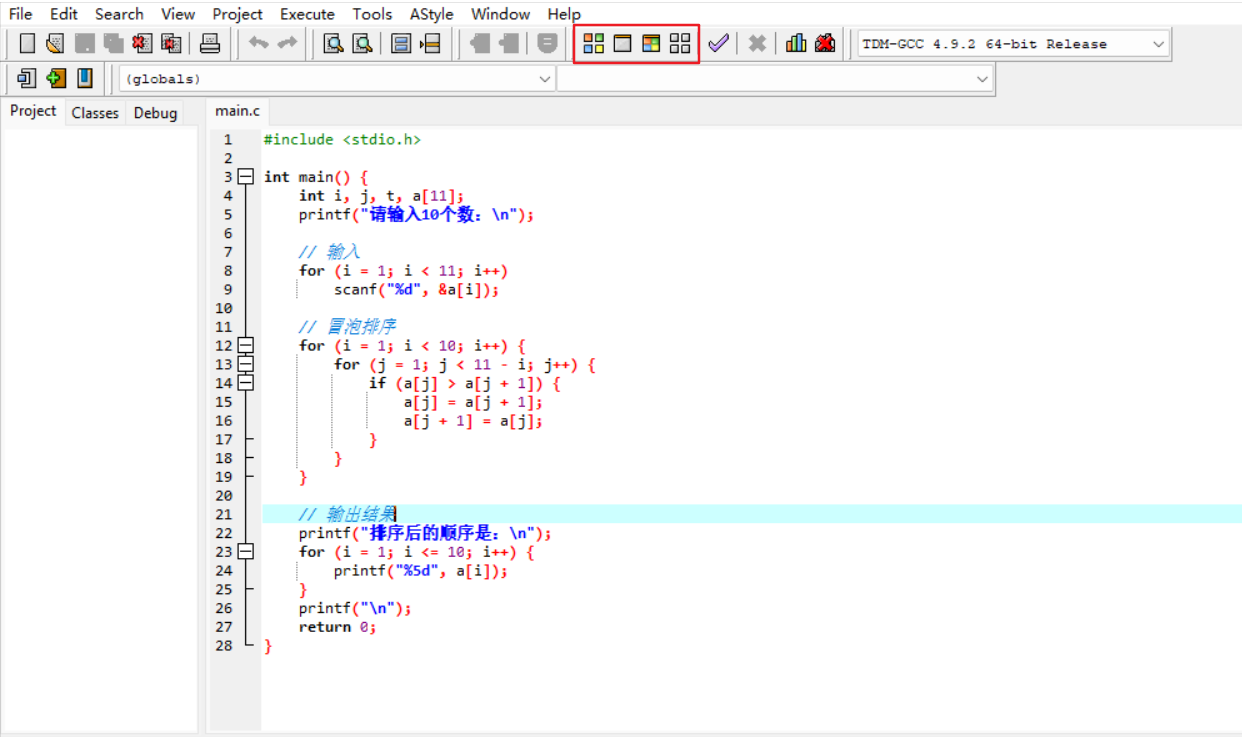 File Edit Search View Project Execute Tools AStyle Window Help
TDM-GCC 4.9.2 64-bit Release
(globals)
Project Classes Debug main.c
1 #include <stdio.h>
2
3 int main() {
4 int i, j, t, a[11];
5 printf("请输入10个数：\n");
6
7 // 输入
8 for (i = 1; i < 11; i++)
9 scanf("%d", &a[i]);
10
11 // 冒泡排序
12 for (i = 1; i < 10; i++) {
13 for (j = 1; j < 11 - i; j++) {
14 if (a[j] > a[j + 1]) {
15 a[j] = a[j + 1];
16 a[j + 1] = a[j];
17 }
18 }
19 }
20
21 // 输出结果
22 printf("排序后的顺序是：\n");
23 for (i = 1; i <= 10; i++) {
24 printf("%5d", a[i]);
25 }
26 printf("\n");
27 return 0;
28 }